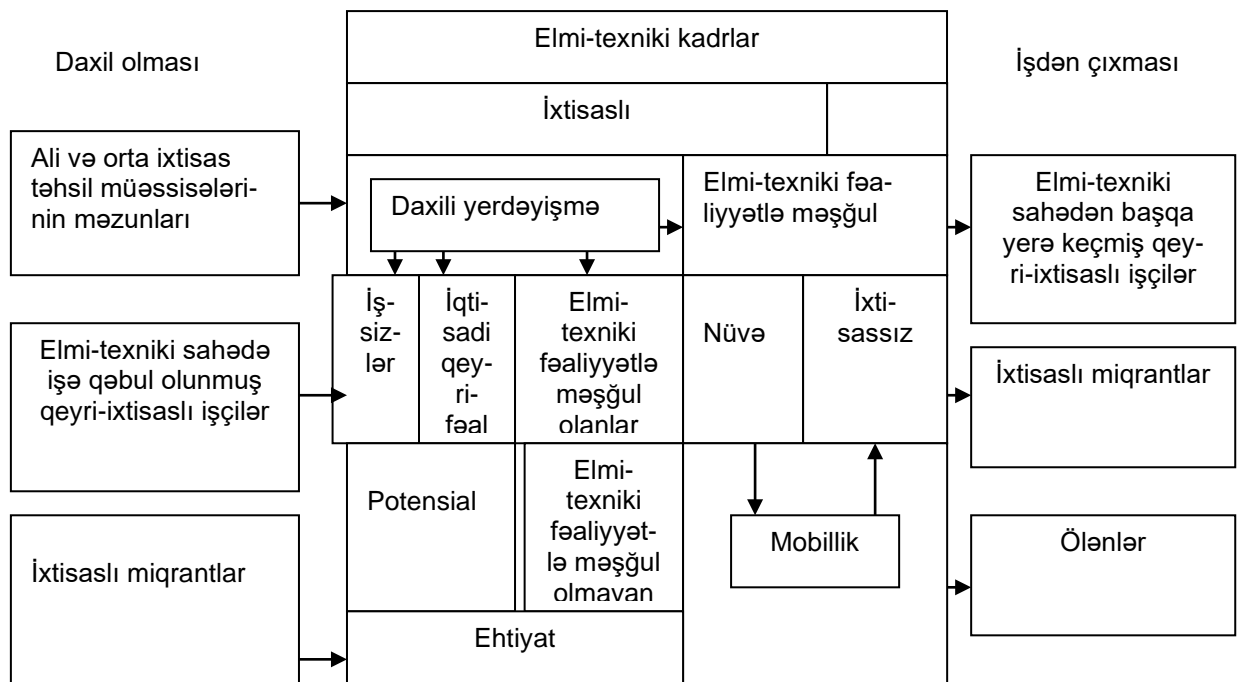 Daxil olması
Ali və orta ixtisas
təhsil müəssisələri-
nin məzunları
Elmi-texniki sahədə
işə qəbul olunmuş
qeyri-ixtisaslı işçilər
İxtisaslı miqrantlar
Elmi-texniki kadrlar
İxtisaslı
Daxili yerdəyişmə
Elmi-texniki fəa-
liyyətlə məşğul
İş-
siz-
lər
İqti-
sadi
qey-
ri-
fəal
Elmi-
texniki
fəaliyyətlə
məşğul
olanlar
Nüvə
İxti-
sassız
Potensial
Elmi-
texniki
fəaliyyət-
lə məşğul
olmayan
Mobillik
Ehtiyat
İşdən çıxması
Elmi-texniki
sahədən başqa
yerə keçmiş qey-
ri-ixtisaslı işçilər
İxtisaslı miqrantlar
Ölənlər